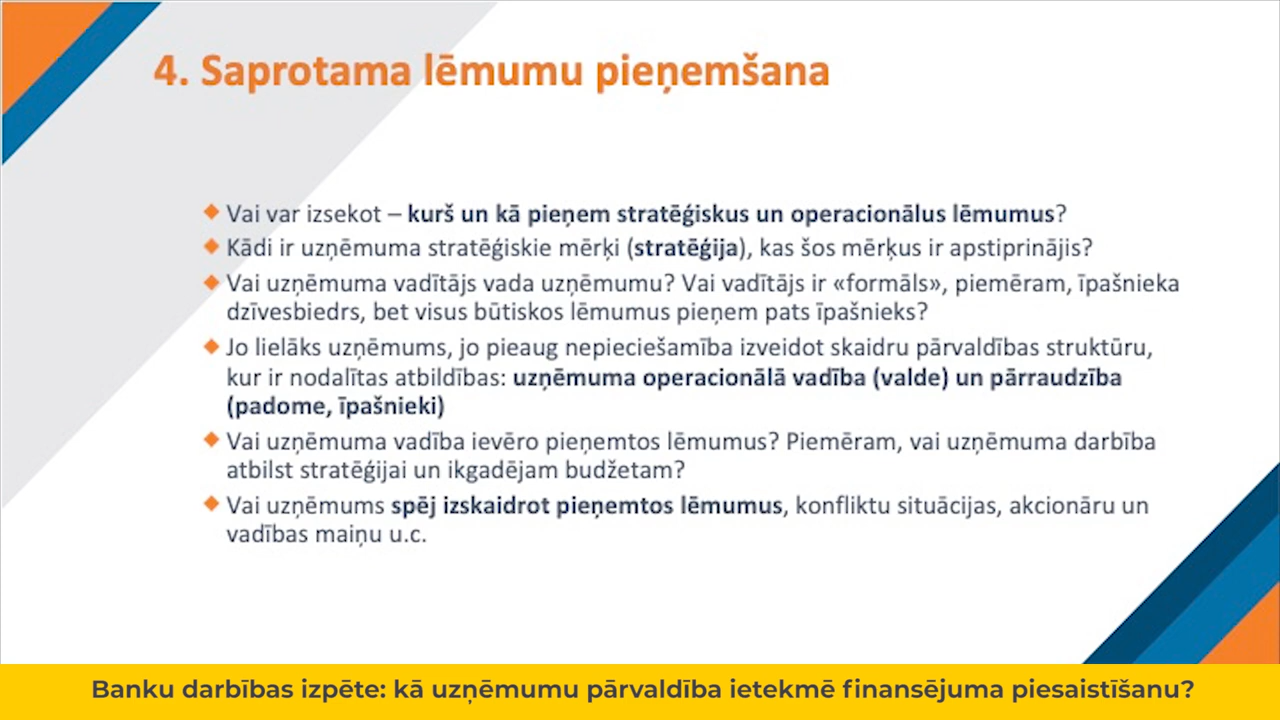 4. Saprotama lēmumu pieņemšana
Vai var izsekot – kurš un kā pieņem stratēģiskus un operacionālus lēmumus?
Kādi ir uzņēmuma stratēģiskie mērķi (stratēģija), kas šos mērķus ir apstiprinājis?
Vai uzņēmuma vadītājs vada uzņēmumu? Vai vadītājs ir «formāls», piemēram, īpašnieka
dzīvesbiedrs, bet visus būtiskos lēmumus pieņem pats īpašnieks?
Jo lielāks uzņēmums, jo pieaug nepieciešamība izveidot skaidru pārvaldības struktūru,
kur ir nodalītas atbildības: uzņēmuma operacionālā vadība (valde) un pārraudzība
(padome, īpašnieki)
Vai uzņēmuma vadība ievēro pieņemtos lēmumus? Piemēram, vai uzņēmuma darbība
atbilst stratēģijai un ikgadējam budžetam?
Vai uzņēmums spēj izskaidrot pieņemtos lēmumus, konfliktu situācijas, akcionāru un
vadības maiņu u.c.
Banku darbības izpēte: kā uzņēmumu pārvaldība ietekmē finansējuma piesaistīšanu?